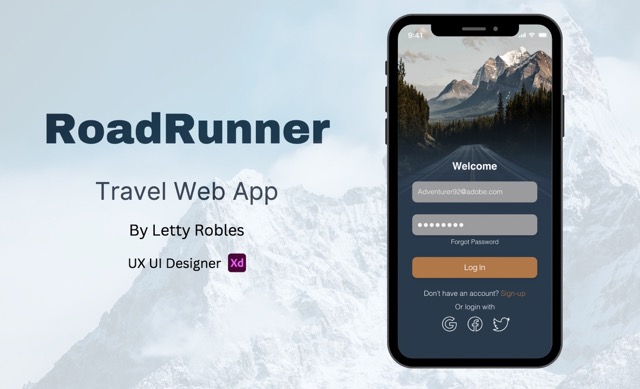 RoadRunner
Travel Web App
By Letty Robles
UX UI Designer Xd
9:41
Welcome
Adventurer92@adobe.com
Forgot Password
Log In
Don't have an account? Sign-up
Or login with